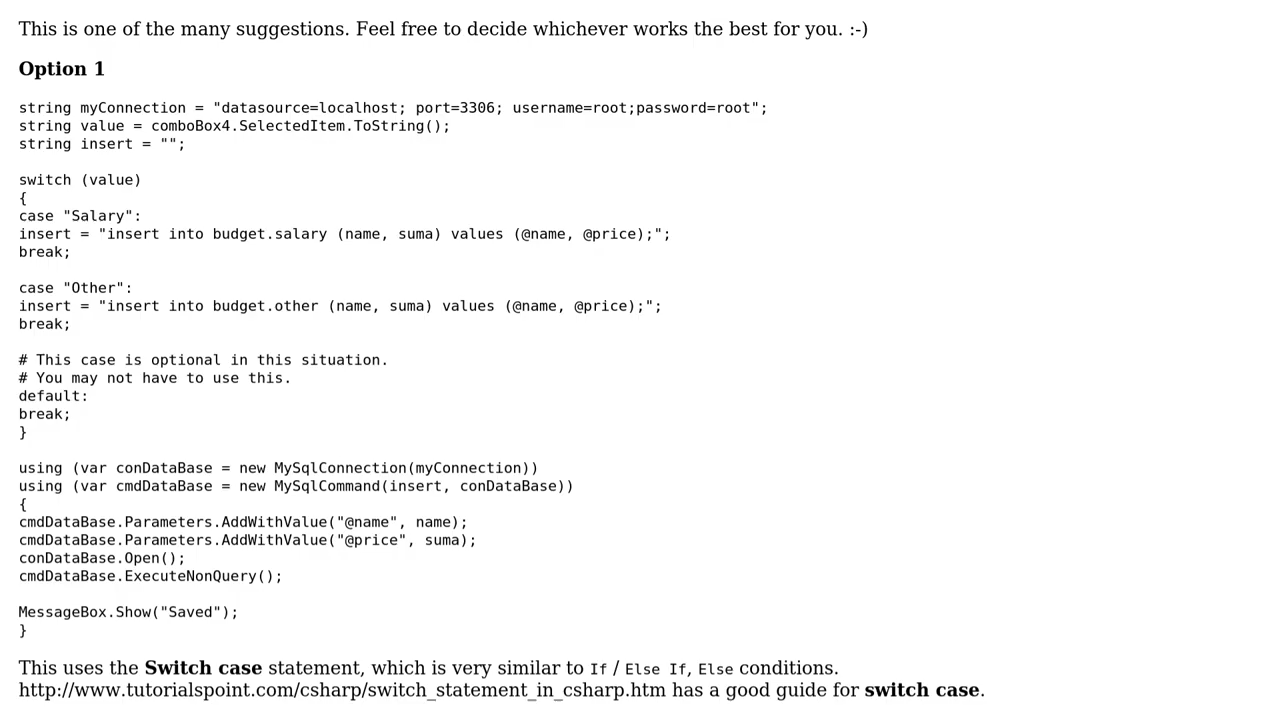 This is one of the many suggestions. Feel free to decide whichever works the best for you. :-)
Option 1
string myConnection = "datasource=localhost; port=3306; username=root;password=root";
string value = comboBox4.SelectedItem.ToString();
string insert = "";
switch (value)
{
case "Salary":
insert = "insert into budget.salary (name, suma) values (@name, @price);";
break;
case "Other":
insert = "insert into budget.other (name, suma) values (@name, @price);";
break;
# This case is optional in this situation.
# You may not have to use this.
default:
break;
}
using (var conDataBase = new MySqlConnection(myConnection))
using (var cmdDataBase = new MySqlCommand(insert, conDataBase))
{
cmdDataBase.Parameters.AddWithValue("@name", name);
cmdDataBase.Parameters.AddWithValue("@price", suma);
conDataBase.Open();
cmdDataBase.ExecuteNonQuery();
MessageBox.Show("Saved");
}
This uses the Switch case statement, which is very similar to If / Else If, Else conditions.
http://www.tutorialspoint.com/csharp/switch_statement_in_csharp.htm has a good guide for switch case.